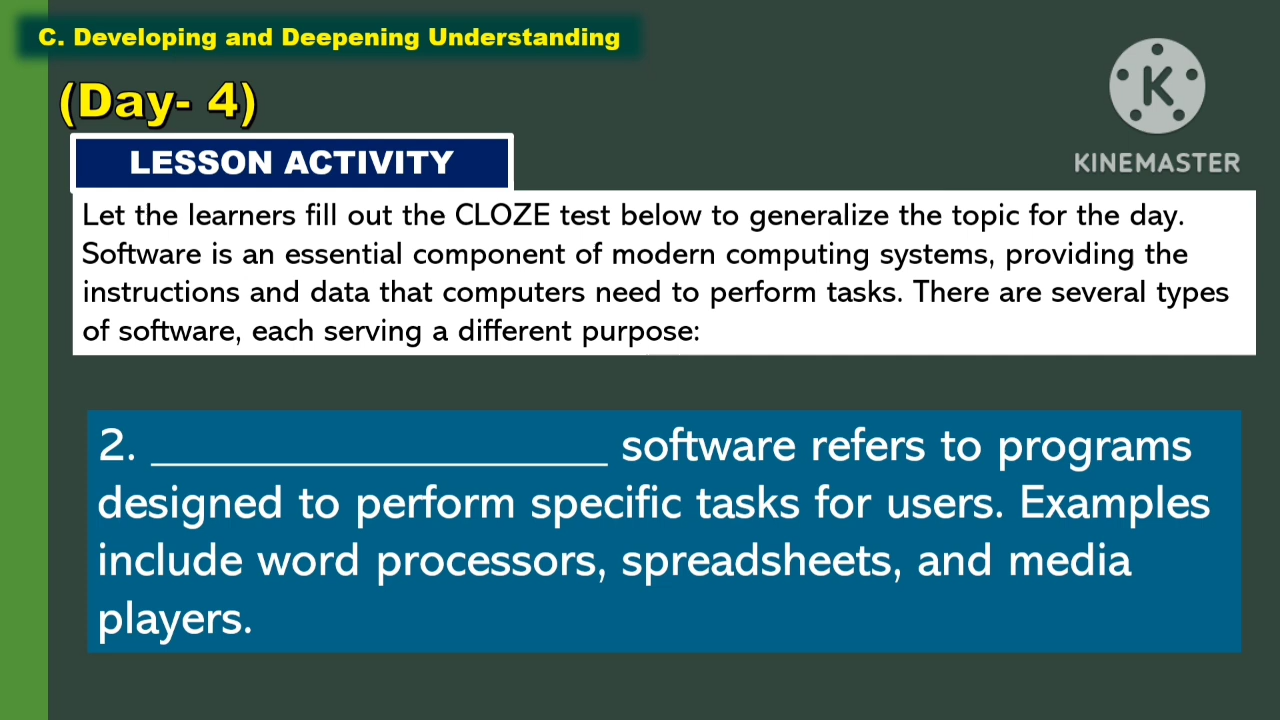 C. Developing and Deepening Understanding
(Day- 4)
K
KINEMASTER
LESSON ACTIVITY
Let the learners fill out the CLOZE test below to generalize the topic for the day.
Software is an essential component of modern computing systems, providing the
instructions and data that computers need to perform tasks. There are several types
of software, each serving a different purpose:
2. ____________________ software refers to programs
designed to perform specific tasks for users. Examples
include word processors, spreadsheets, and media
players.